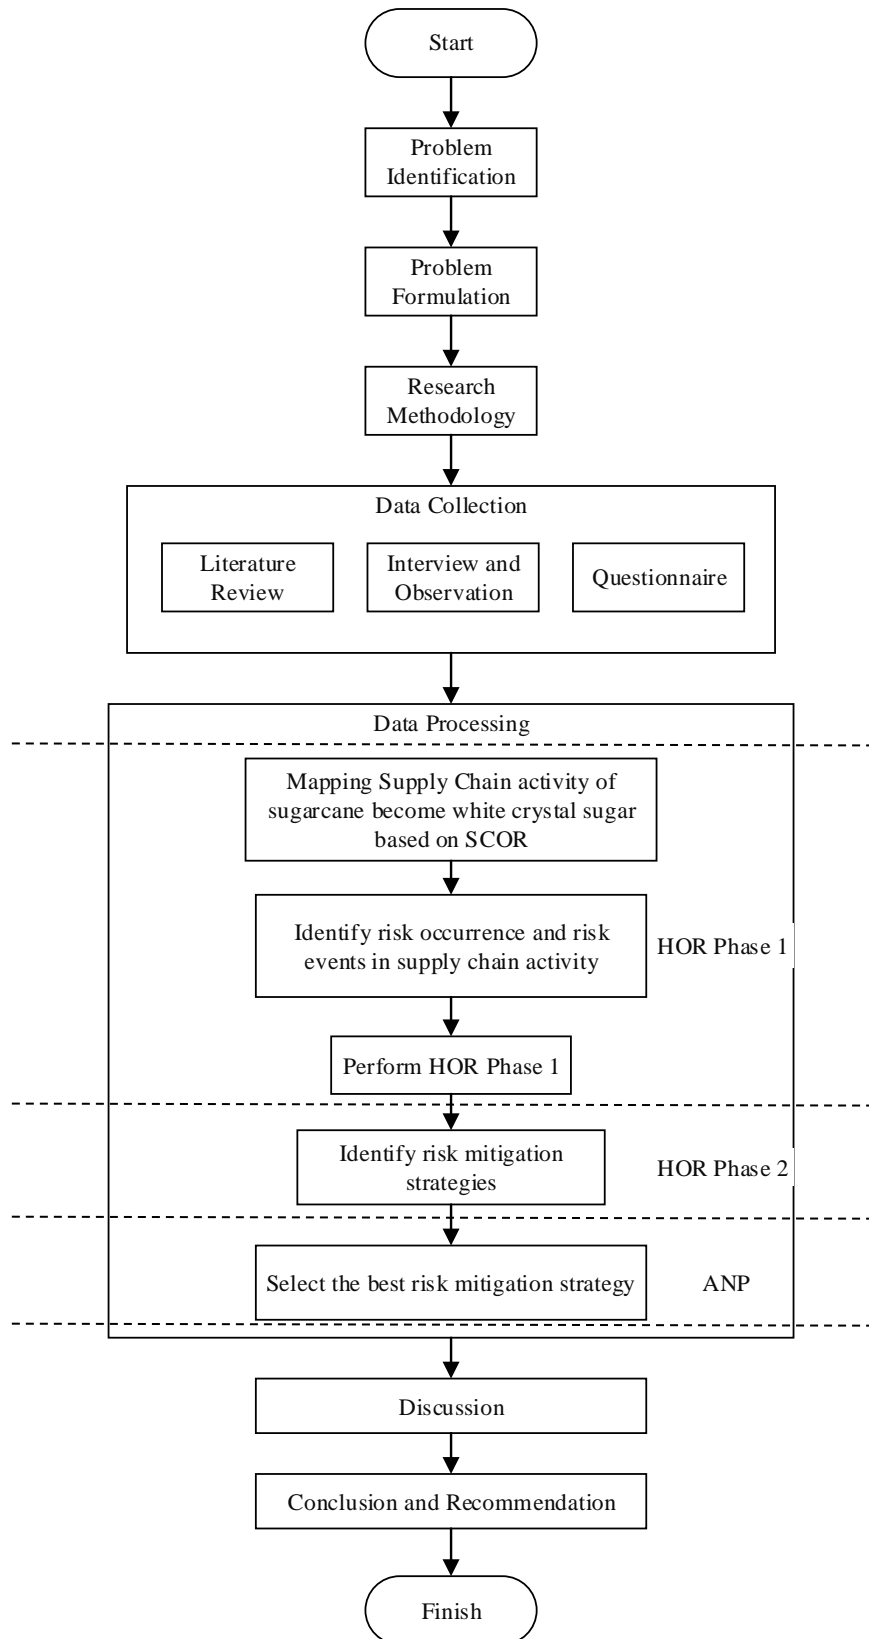 Start
Problem
Identification
Problem
Formulation
Research
Methodology
Data Collection
Literature
Review
Interview and
Observation
Questionnaire
Data Processing
Mapping Supply Chain activity of
sugarcane become white crystal sugar
based on SCOR
Identify risk occurrence and risk
events in supply chain activity
HOR Phase 1
Perform HOR Phase 1
Identify risk mitigation
strategies
HOR Phase 2
Select the best risk mitigation strategy
ANP
Discussion
Conclusion and Recommendation
Finish